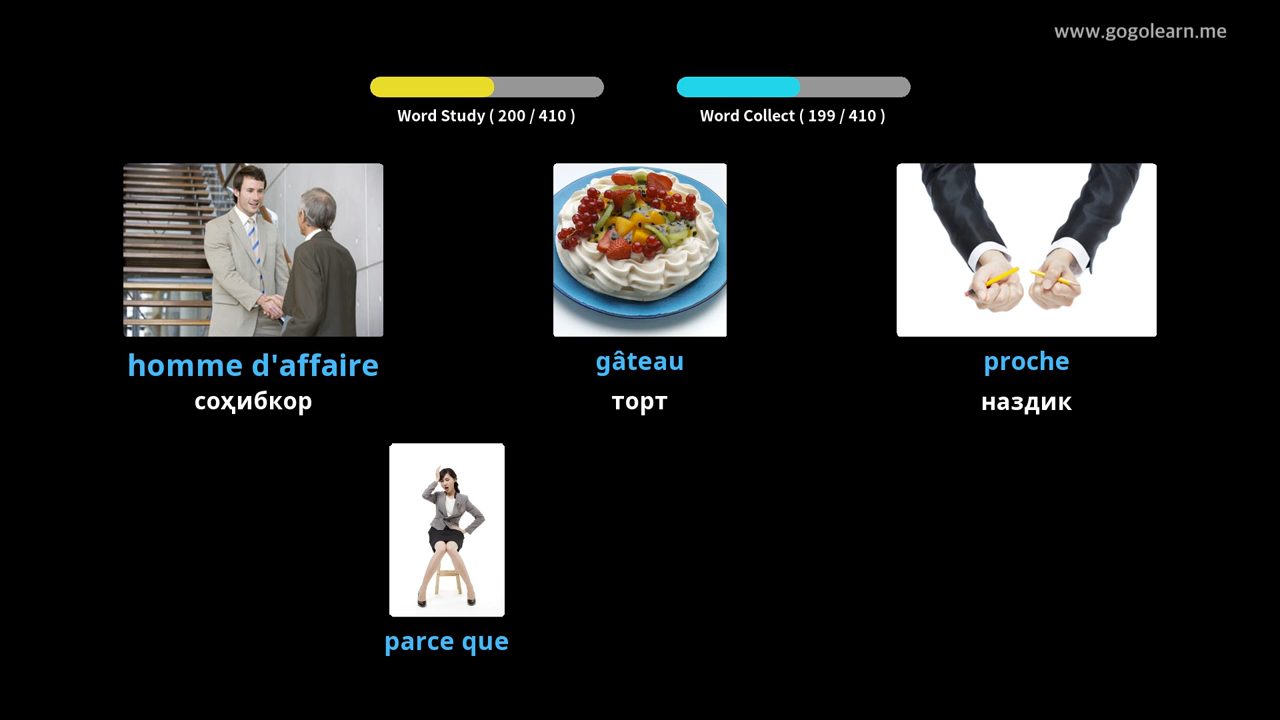 www.gogolearn.me
Word Study ( 200 / 410 )
Word Collect ( 199 / 410 )
homme d'affaire
соҳибкор
gâteau
торт
proche
наздик
parce que